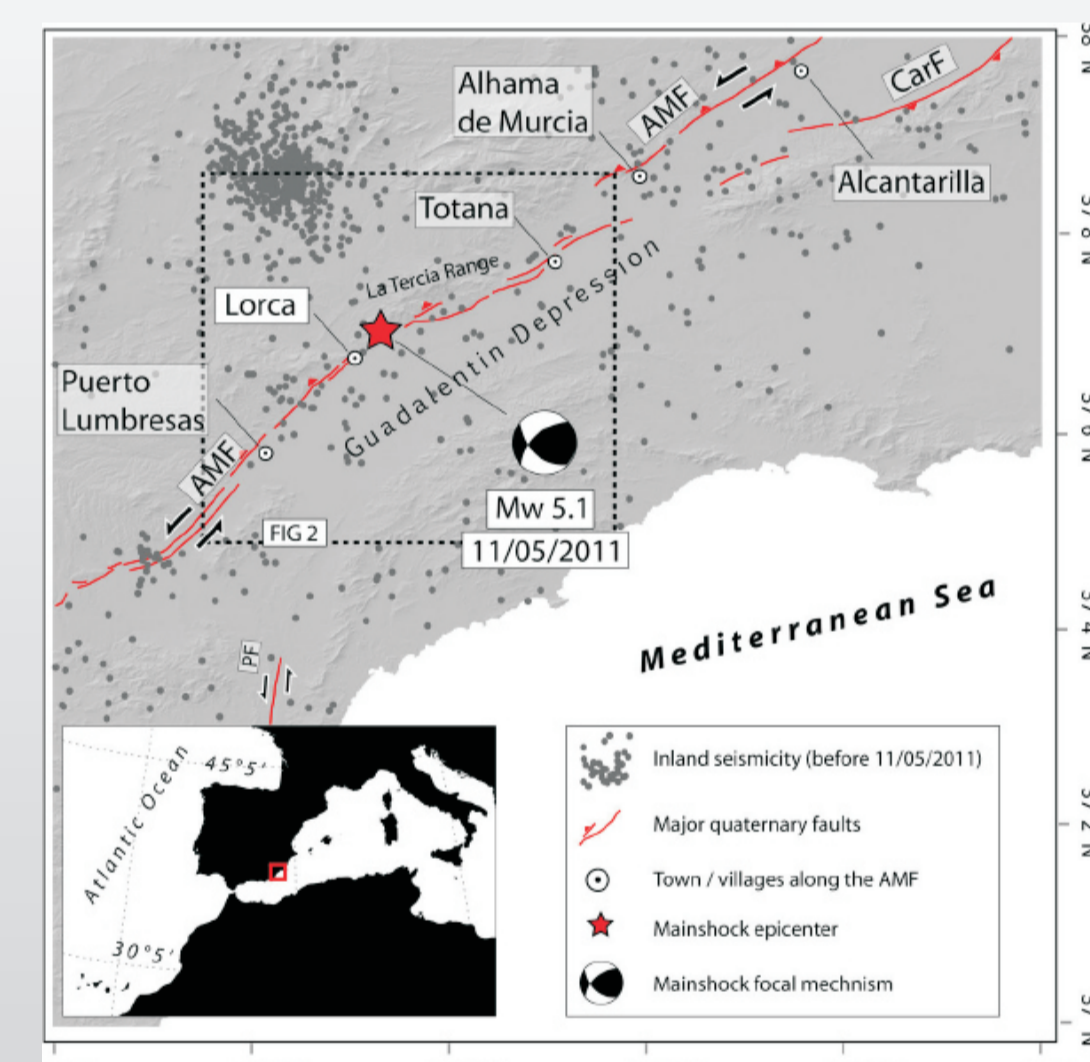 Alhama
de Murcia
AMF
CarF
Alcantarilla
Totana
La Tercia Range
Lorca
Guadalentin Depression
Puerto
Lumbresas
AMF
FIG 2
Mw 5.1
11/05/2011
Mediterranean Sea
PF
Atlantic Ocean
45°5'
30°5'
Inland seismicity (before 11/05/2011)
Major quaternary faults
Town / villages along the AMF
Mainshock epicenter
Mainshock focal mechnism